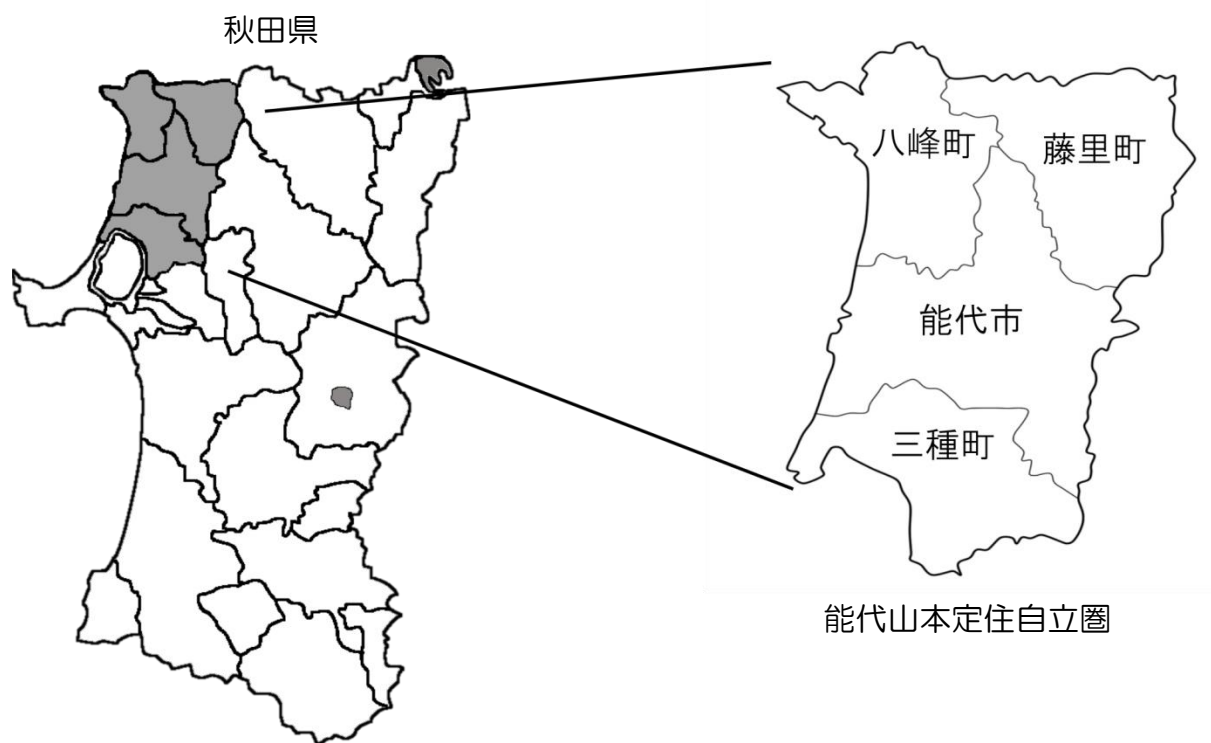 秋田県
八峰町
藤里町
能代市
三種町
能代山本定住自立圏